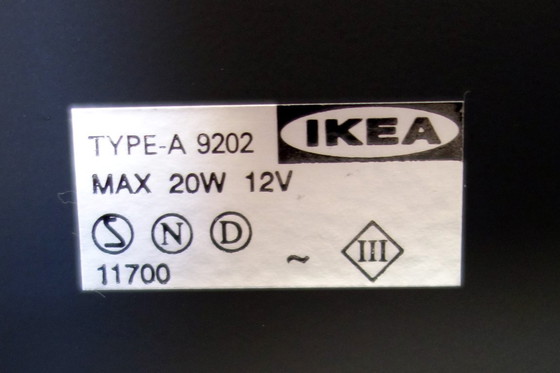 IKEA
TYPE-A 9202
MAX 20W 12V
S N D
~ III
11700